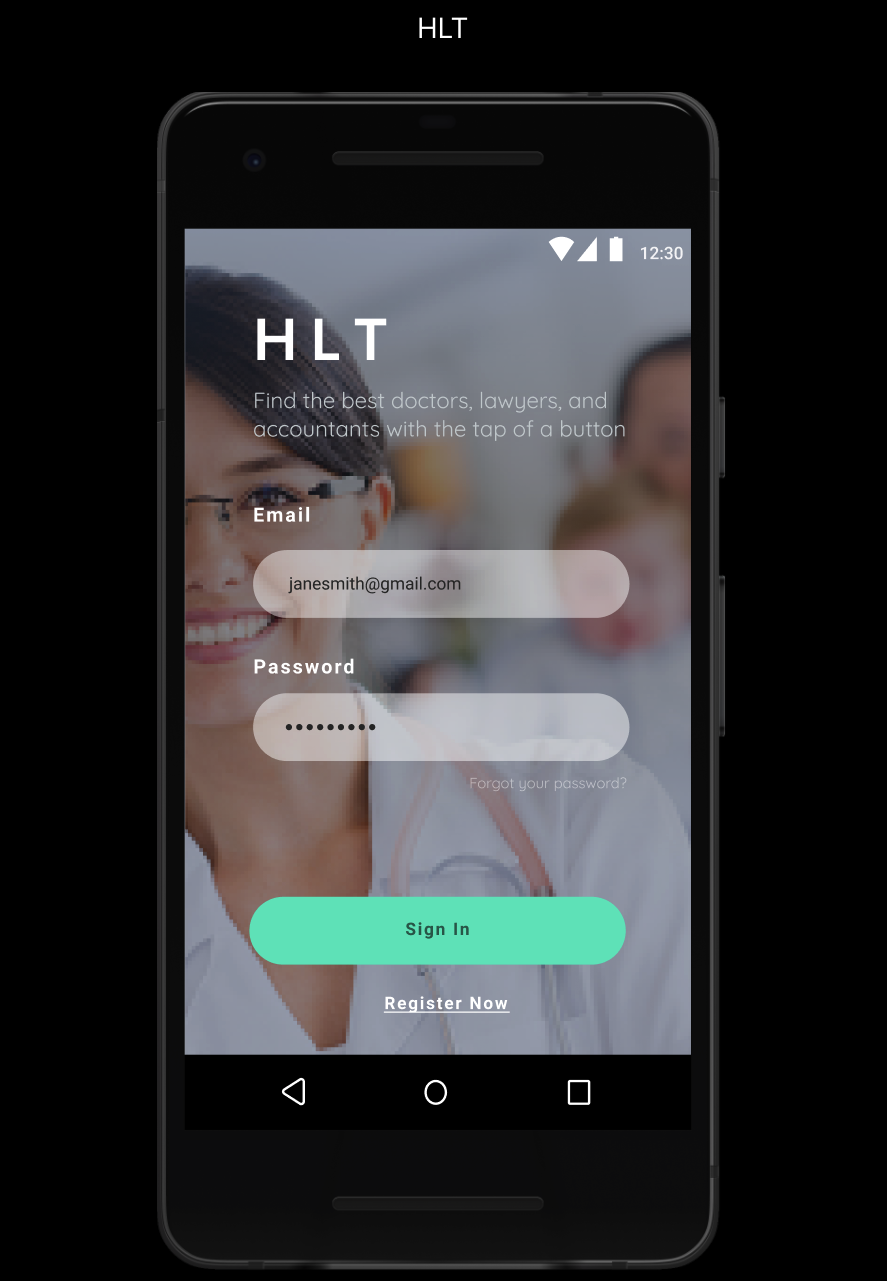 HLT
12:30
HLT
Find the best doctors, lawyers, and
accountants with the tap of a button
Email
janesmith@gmail.com
Password
•••••••••
Forgot your password?
Sign In
Register Now